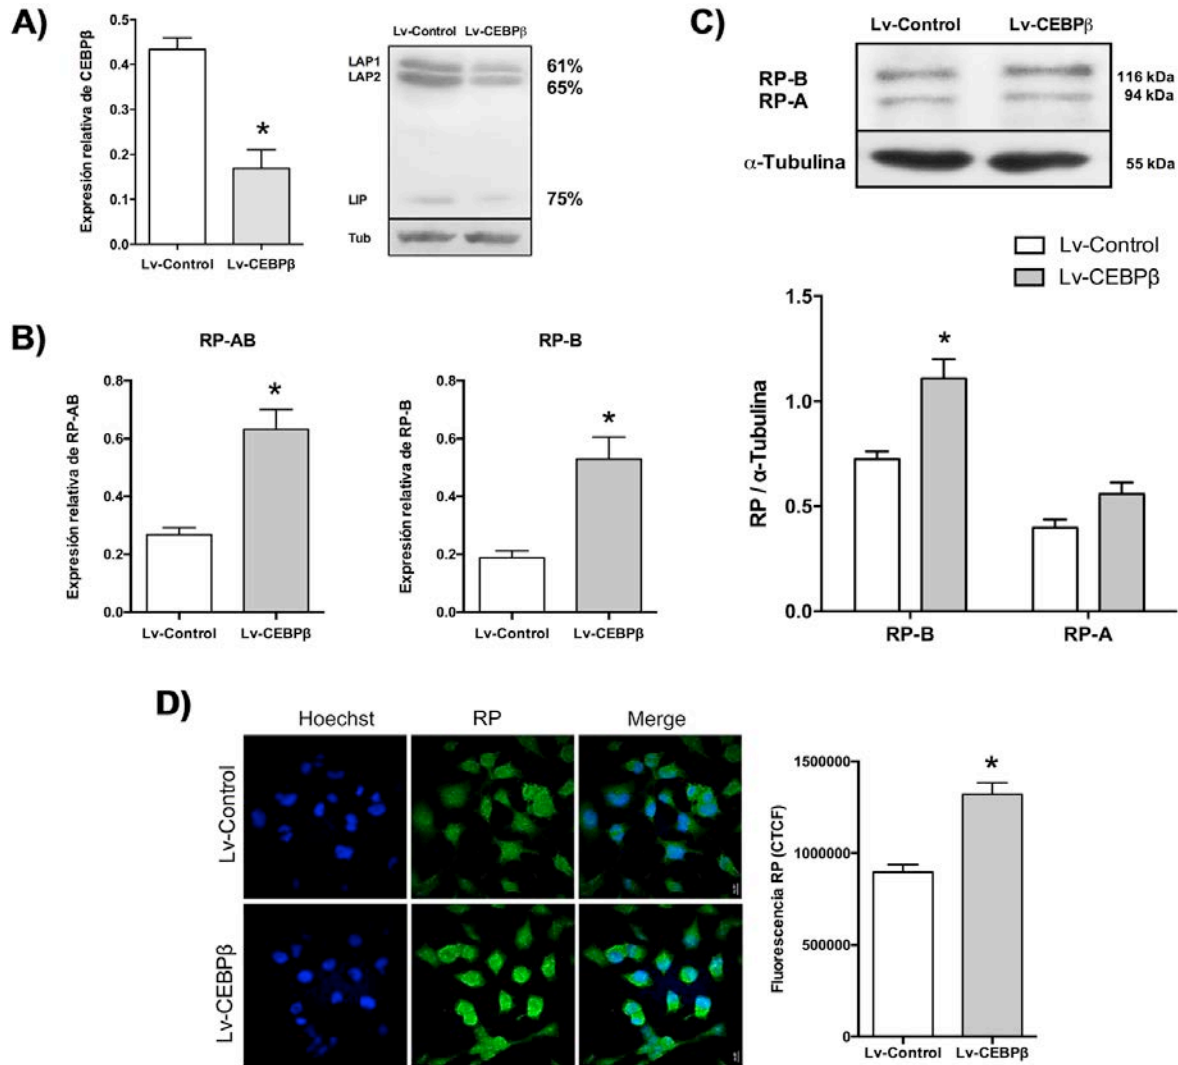 A)
Expresión relativa de CEBPβ
0.5
0.4
0.3
0.2
0.1
0.0
*
Lv-Control
Lv-CEBPβ
Lv-Control Lv-CEBPβ
LAP1
LAP2
LIP
Tub
61%
65%
75%
C)
Lv-Control
Lv-CEBPβ
RP-B
RP-A
α-Tubulina
116 kDa
94 kDa
55 kDa
Lv-Control
Lv-CEBPβ
RP / α-Tubulina
1.5
1.0
0.5
0.0
*
RP-B
RP-A
B)
RP-AB
Expresión relativa de RP-AB
0.8
0.6
0.4
0.2
0.0
*
Lv-Control
Lv-CEBPβ
RP-B
Expresión relativa de RP-B
0.8
0.6
0.4
0.2
0.0
*
Lv-Control
Lv-CEBPβ
D)
Hoechst
RP
Merge
Lv-Control
Lv-CEBPβ
Fluorescencia RP (CTCF)
1500000
1000000
500000
0
*
Lv-Control
Lv-CEBPβ